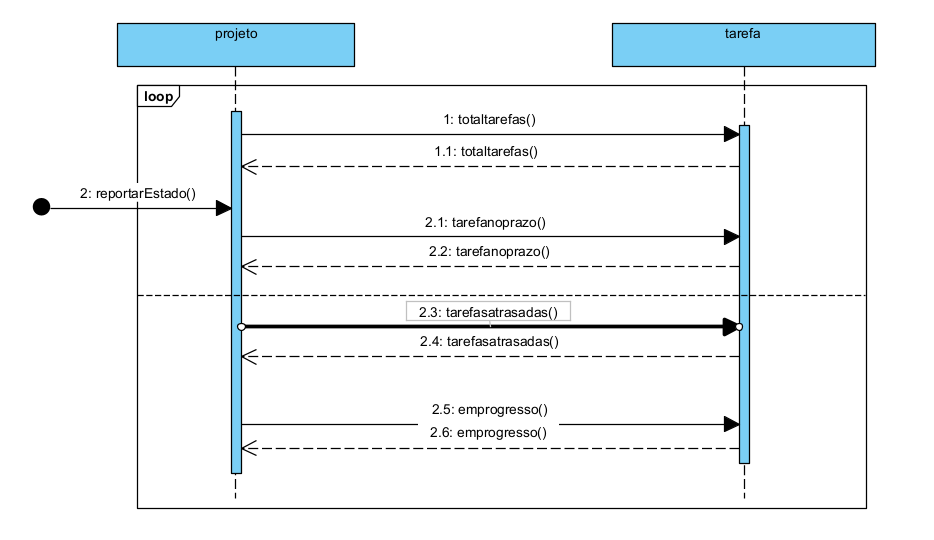 projeto
tarefa
loop
1: totaltarefas()
1.1: totaltarefas()
2: reportarEstado()
2.1: tarefanoprazo()
2.2: tarefanoprazo()
2.3: tarefasatrasadas()
2.4: tarefasatrasadas()
2.5: emprogresso()
2.6: emprogresso()